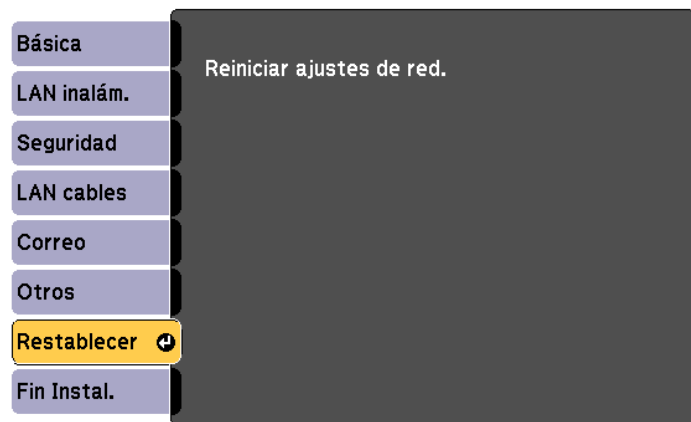 Básica
LAN inalám.
Seguridad
LAN cables
Correo
Otros
Restablecer
Fin Instal.
Reiniciar ajustes de red.